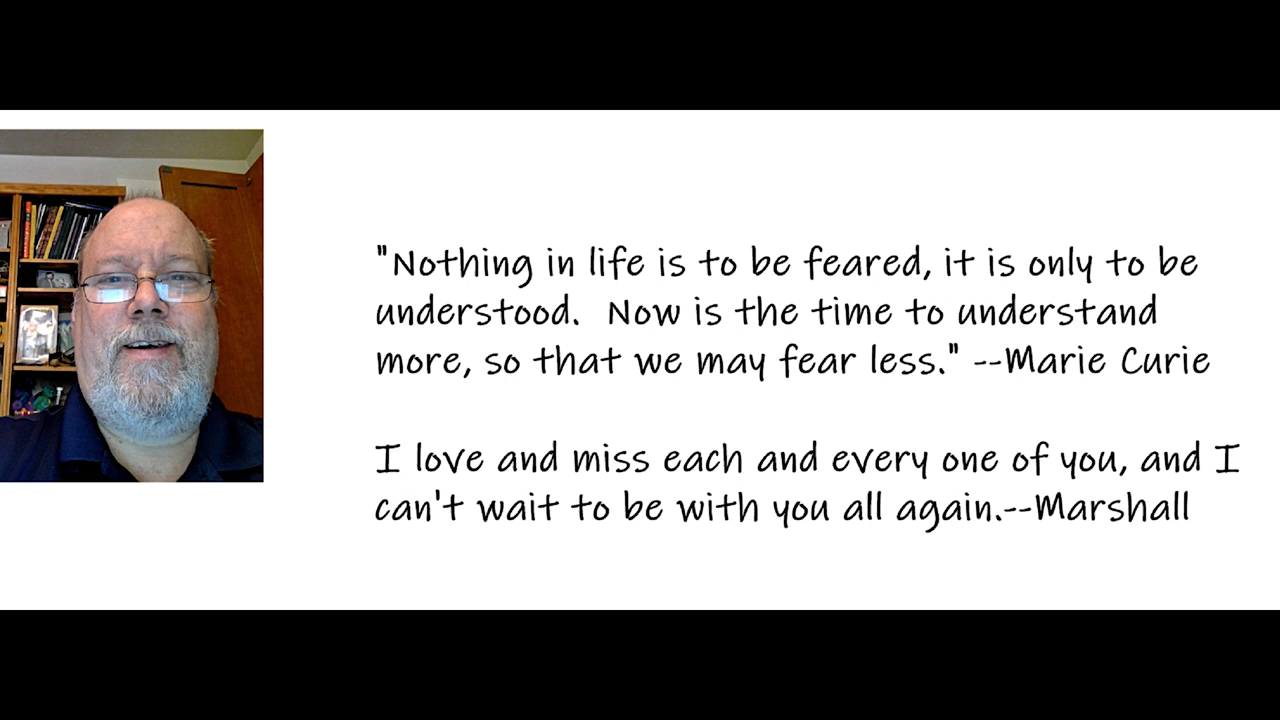 "Nothing in life is to be feared, it is only to be
understood.  Now is the time to understand
more, so that we may fear less." --Marie Curie
I love and miss each and every one of you, and I
can't wait to be with you all again.--Marshall